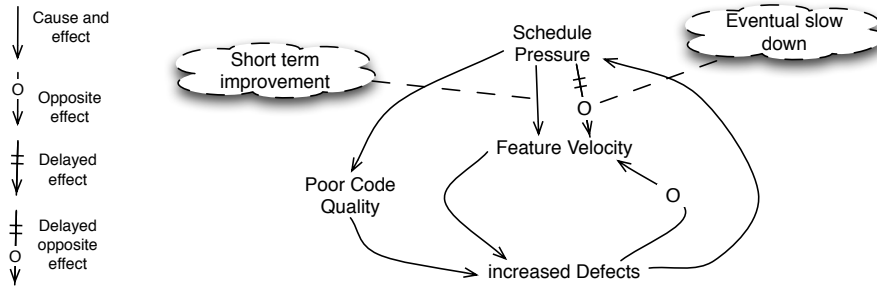 Cause and
effect
O
Opposite
effect
Delayed
effect
Delayed
opposite
effect
O
Short term
improvement
Schedule
Pressure
Eventual slow
down
O
Feature Velocity
Poor Code
Quality
O
increased Defects